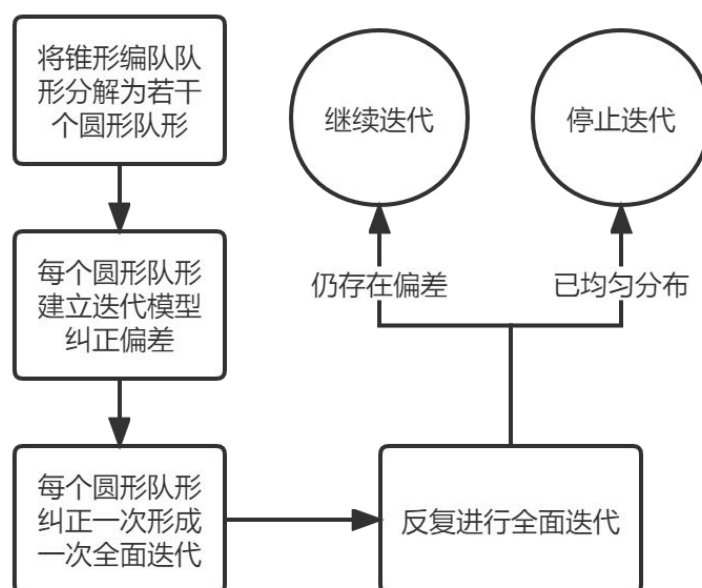 将锥形编队队
形分解为若干
个圆形队形
每个圆形队形
建立迭代模型
纠正偏差
每个圆形队形
纠正一次形成
一次全面迭代
反复进行全面迭代
仍存在偏差
已均匀分布
继续迭代
停止迭代